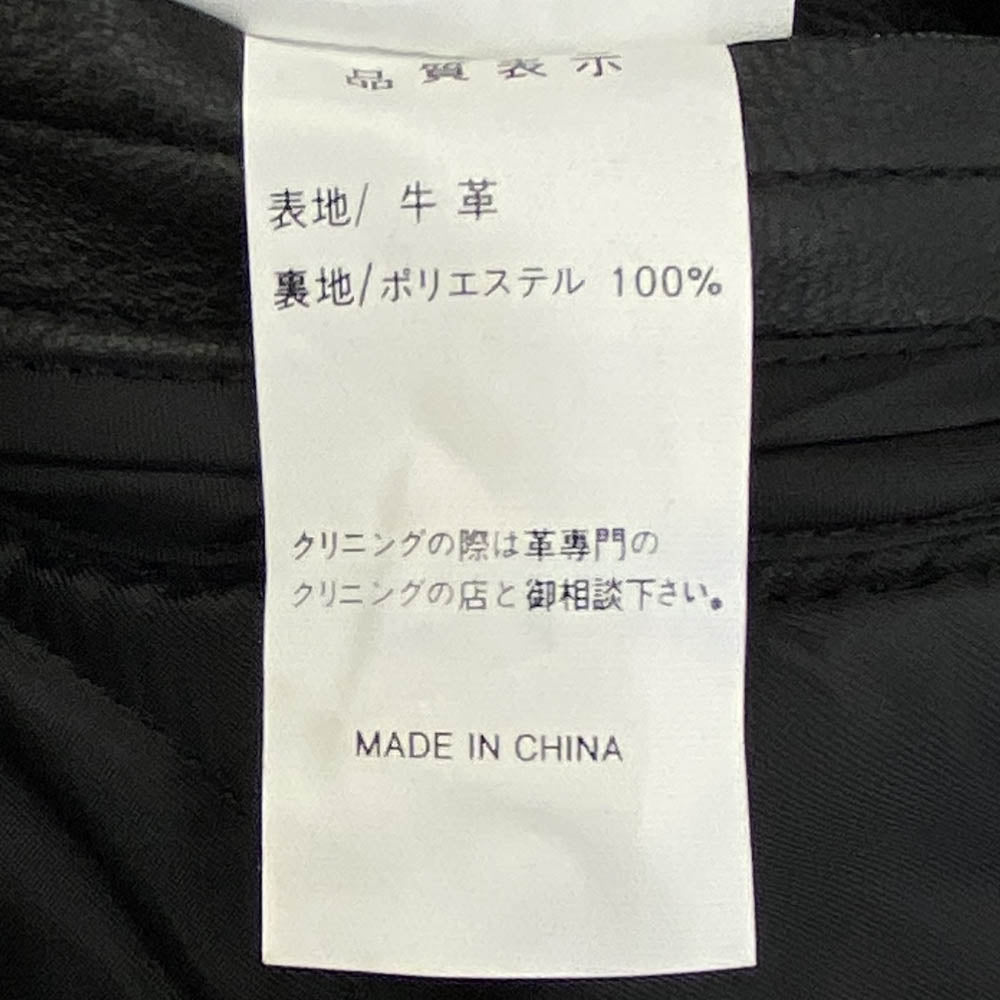 品質表示
表地/ 牛革
裏地/ポリエステル 100%
クリニングの際は革専門の
クリニングの店と御相談下さい。
MADE IN CHINA